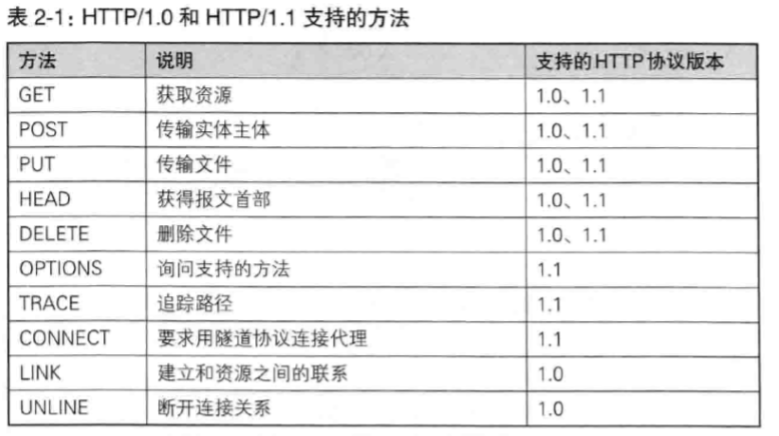 表 2-1：HTTP/1.0 和 HTTP/1.1 支持的方法
方法 说明 支持的HTTP协议版本
GET 获取资源 1.0、1.1
POST 传输实体主体 1.0、1.1
PUT 传输文件 1.0、1.1
HEAD 获得报文首部 1.0、1.1
DELETE 删除文件 1.0、1.1
OPTIONS 询问支持的方法 1.1
TRACE 追踪路径 1.1
CONNECT 要求用隧道协议连接代理 1.1
LINK 建立和资源之间的联系 1.0
UNLINE 断开连接关系 1.0